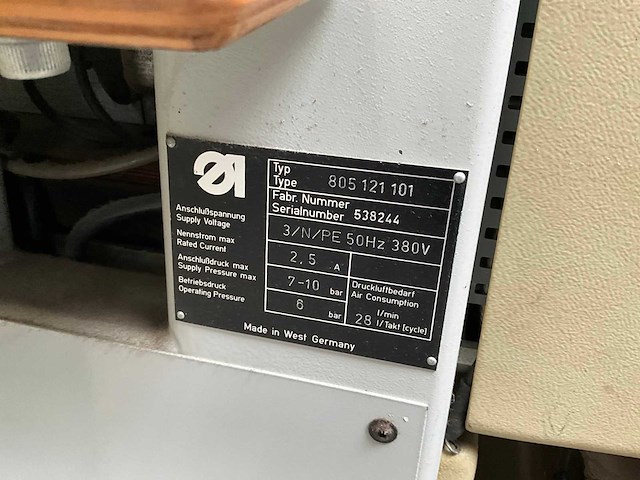 Typ
Type 805 121 101
Fabr. Nummer
Serialnumber 538244
Anschlußspannung
Supply Voltage
3/N/PE 50Hz 380V
Nennstrom max
Rated Current
2,5 A
Anschlußdruck max
Supply Pressure max
7-10 bar
Betriebsdruck
Operating Pressure
6 bar
Druckluftbedarf
Air Consumption
28 l/min
l/Takt [cycle]
Made in West Germany